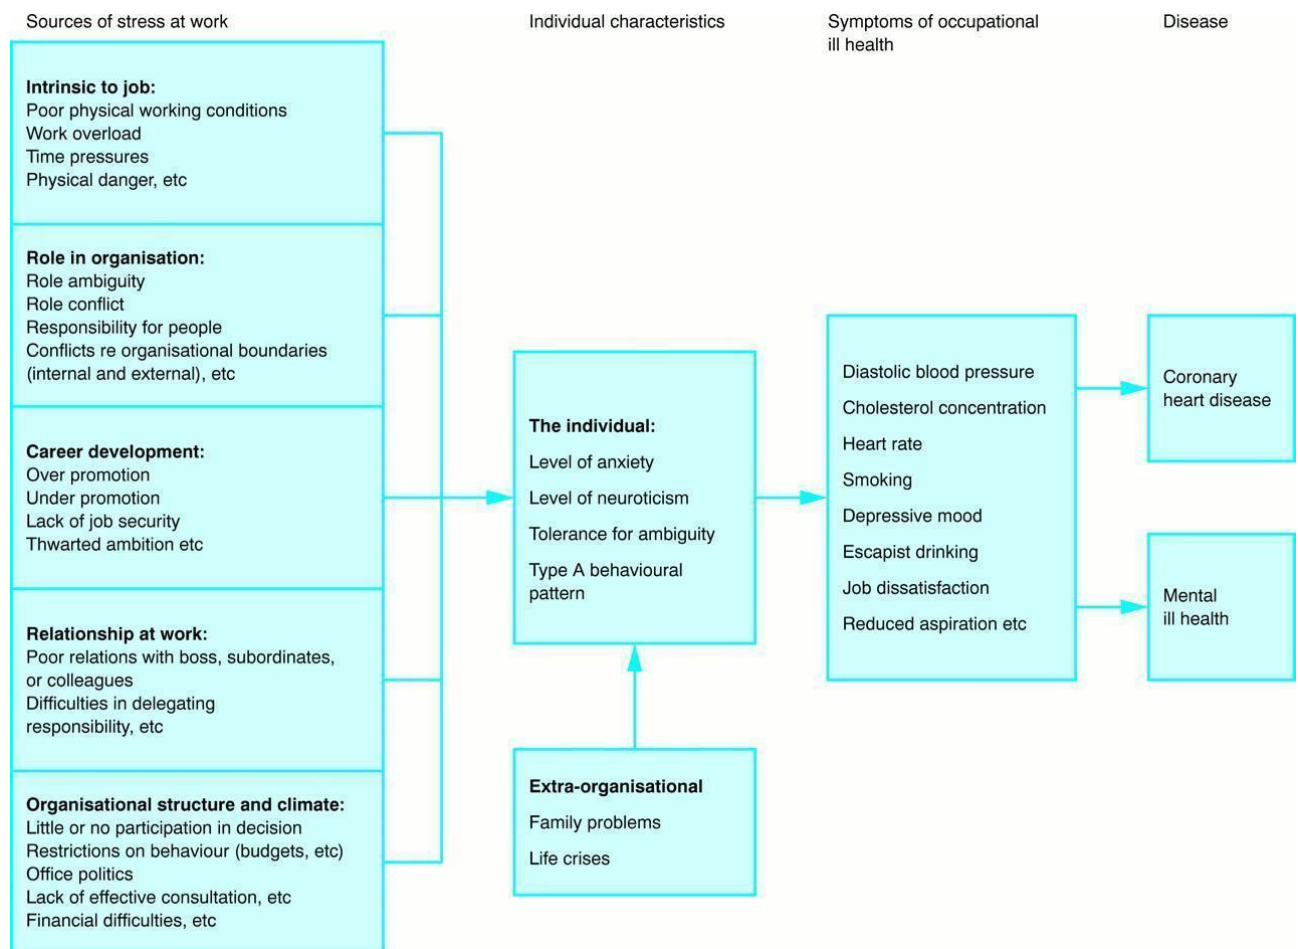 Sources of stress at work
Individual characteristics
Symptoms of occupational
ill health
Disease
Intrinsic to job:
Poor physical working conditions
Work overload
Time pressures
Physical danger, etc
Role in organisation:
Role ambiguity
Role conflict
Responsibility for people
Conflicts re organisational boundaries
(internal and external), etc
Career development:
Over promotion
Under promotion
Lack of job security
Thwarted ambition etc
Relationship at work:
Poor relations with boss, subordinates,
or colleagues
Difficulties in delegating
responsibility, etc
Organisational structure and climate:
Little or no participation in decision
Restrictions on behaviour (budgets, etc)
Office politics
Lack of effective consultation, etc
Financial difficulties, etc
The individual:
Level of anxiety
Level of neuroticism
Tolerance for ambiguity
Type A behavioural
pattern
Extra-organisational
Family problems
Life crises
Diastolic blood pressure
Cholesterol concentration
Heart rate
Smoking
Depressive mood
Escapist drinking
Job dissatisfaction
Reduced aspiration etc
Coronary
heart disease
Mental
ill health